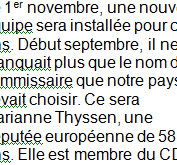 1er novembre, une nouv
quipe sera installée pour c
s. Début septembre, il ne
anquait plus que le nom d
mmissaire que notre pays
vait choisir. Ce sera
arianne Thyssen, une
putée européenne de 58
s. Elle est membre du CD